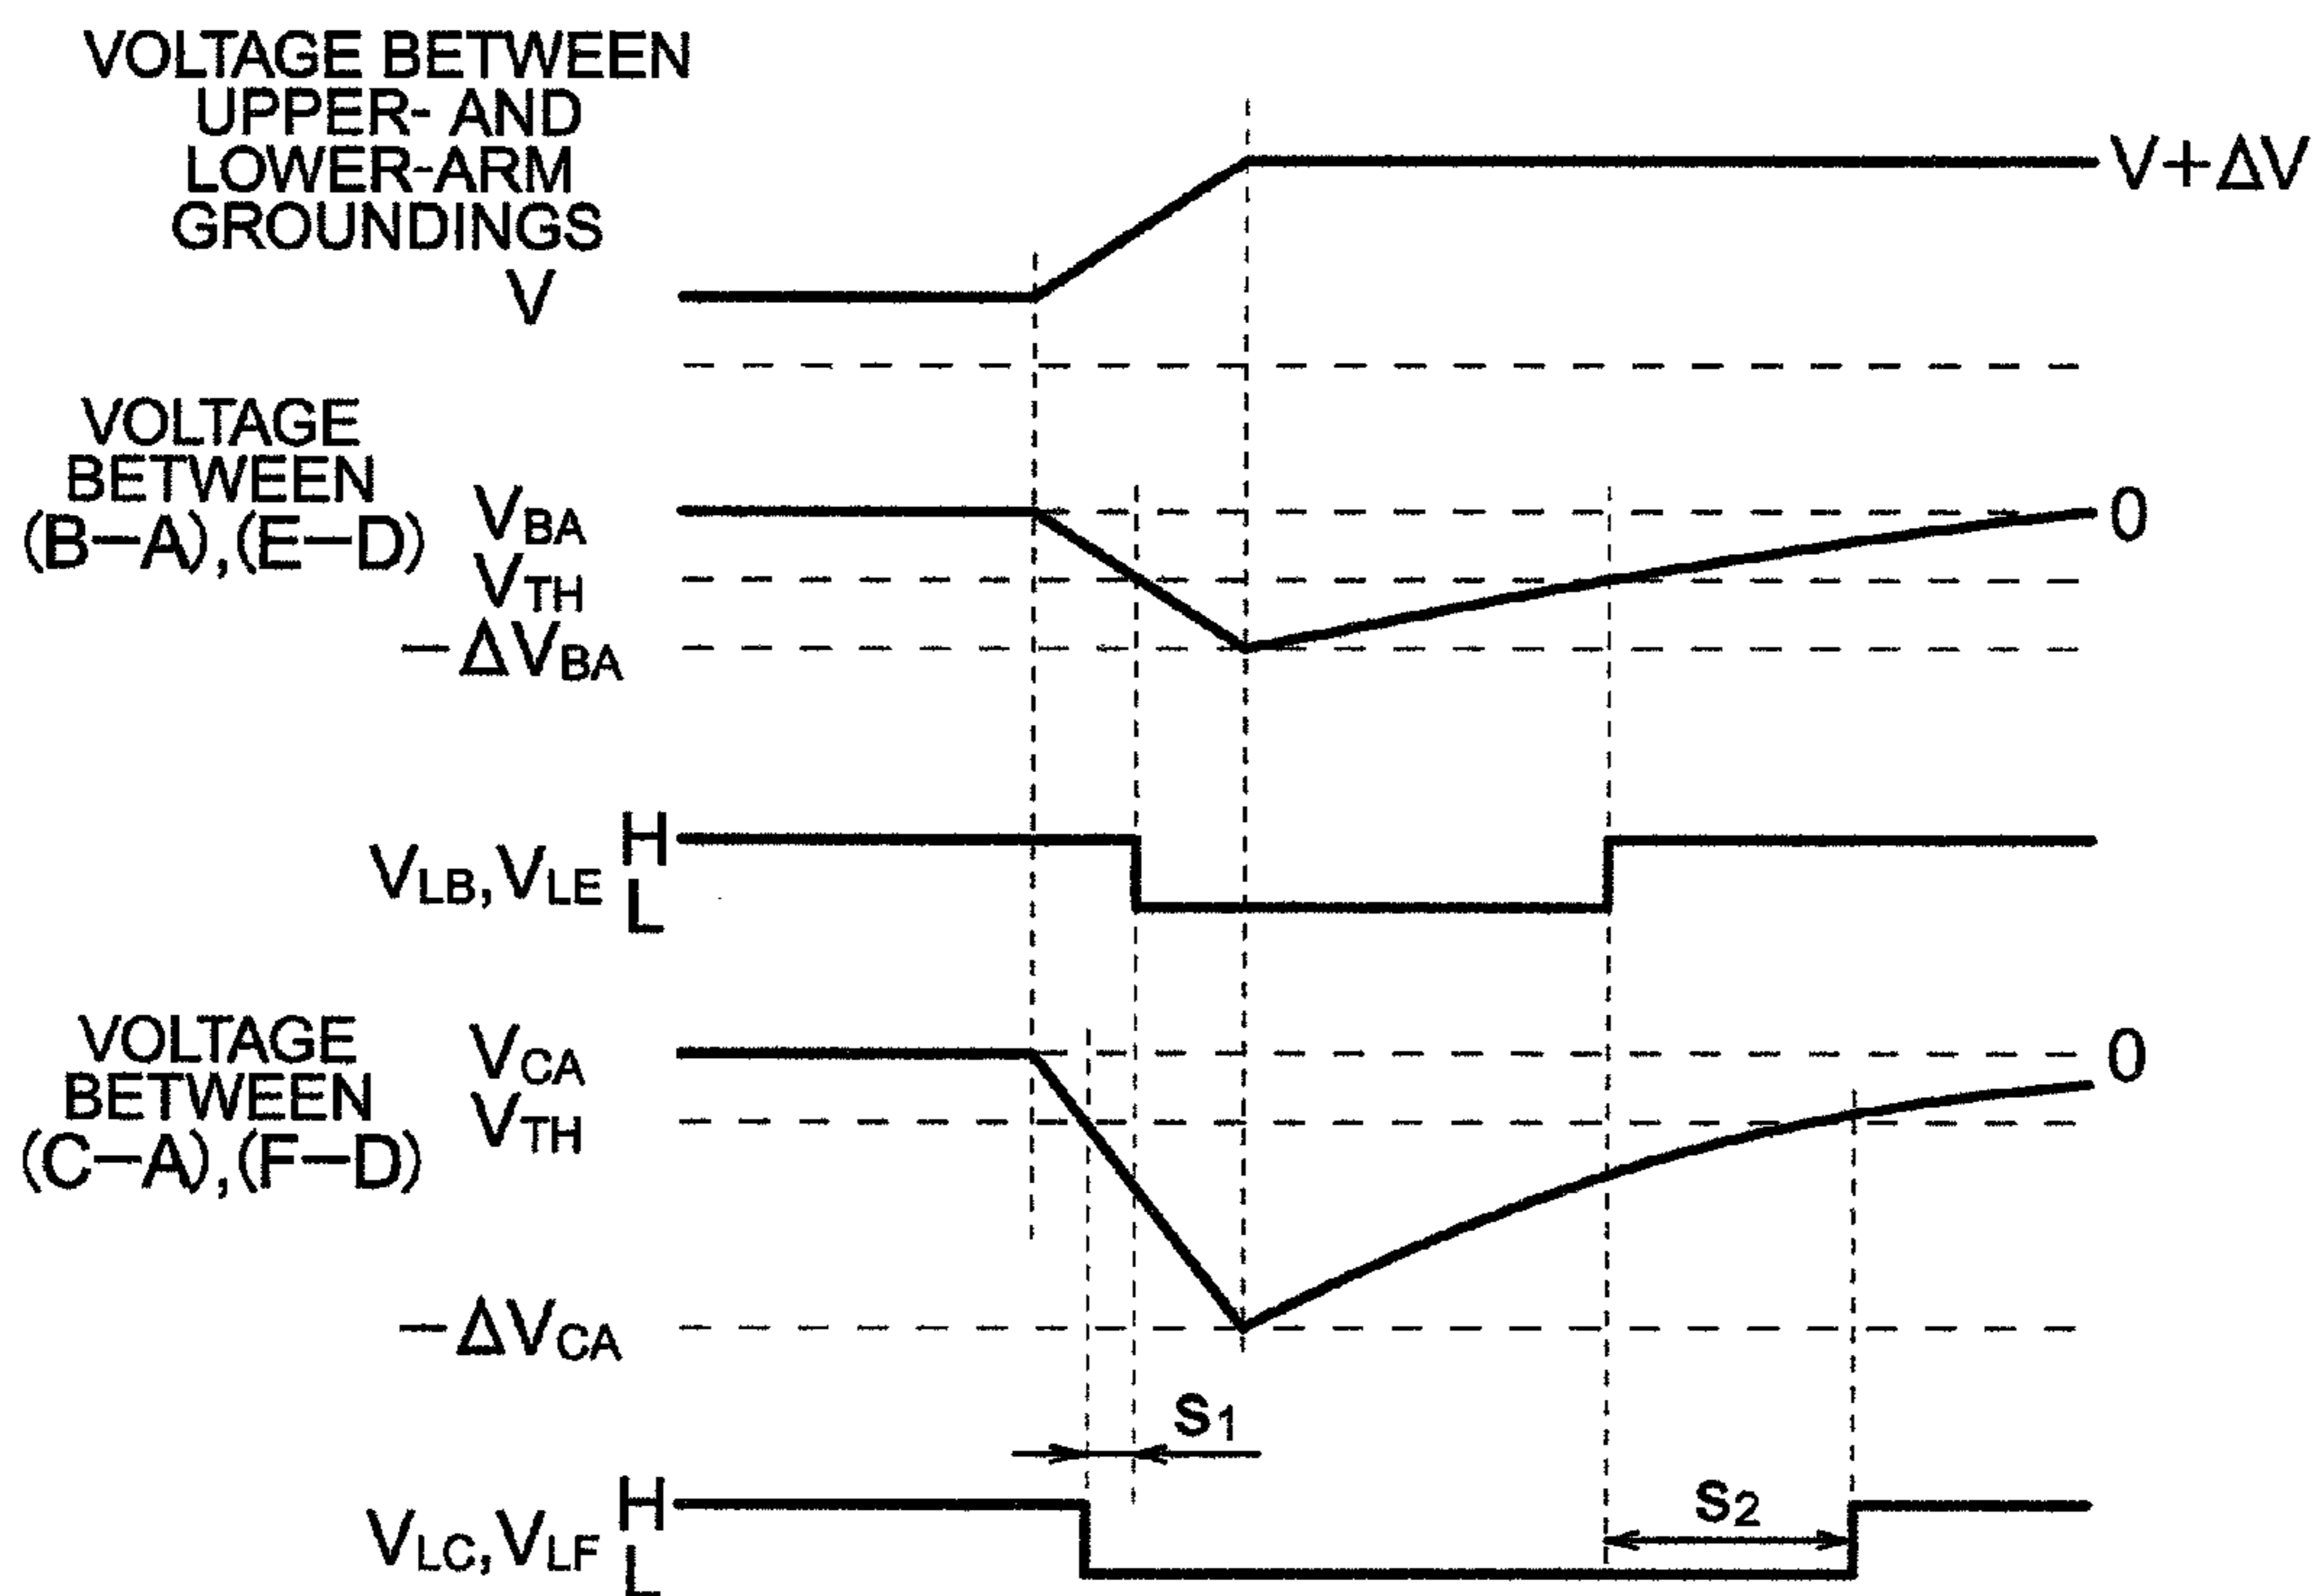 VOLTAGE BETWEEN
UPPER- AND
LOWER-ARM
GROUNDINGS
V
V+ΔV
VOLTAGE
BETWEEN
(B−A),(E−D)
VBA
0
VTH
−ΔVBA
VLB,VLE
H
L
VOLTAGE
BETWEEN
(C−A),(F−D)
VCA
0
VTH
−ΔVCA
S1
VLC,VLF
H
L
S2